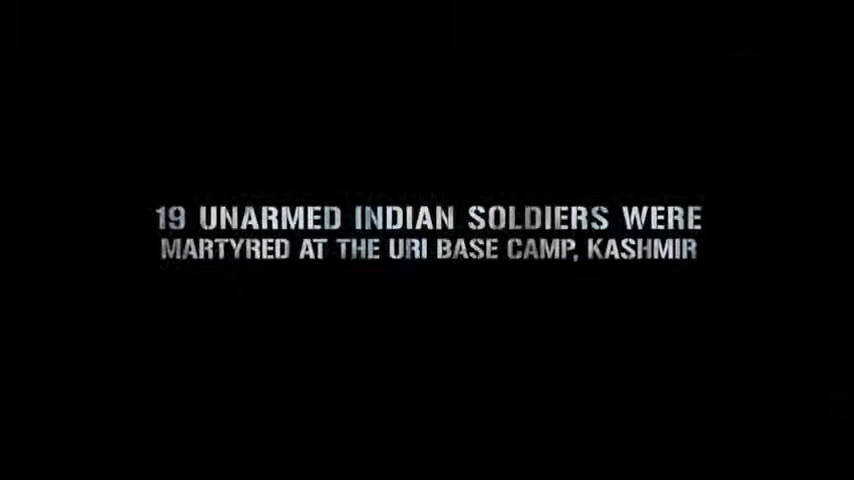 19 UNARMED INDIAN SOLDIERS WERE
MARTYRED AT THE URI BASE CAMP, KASHMIR